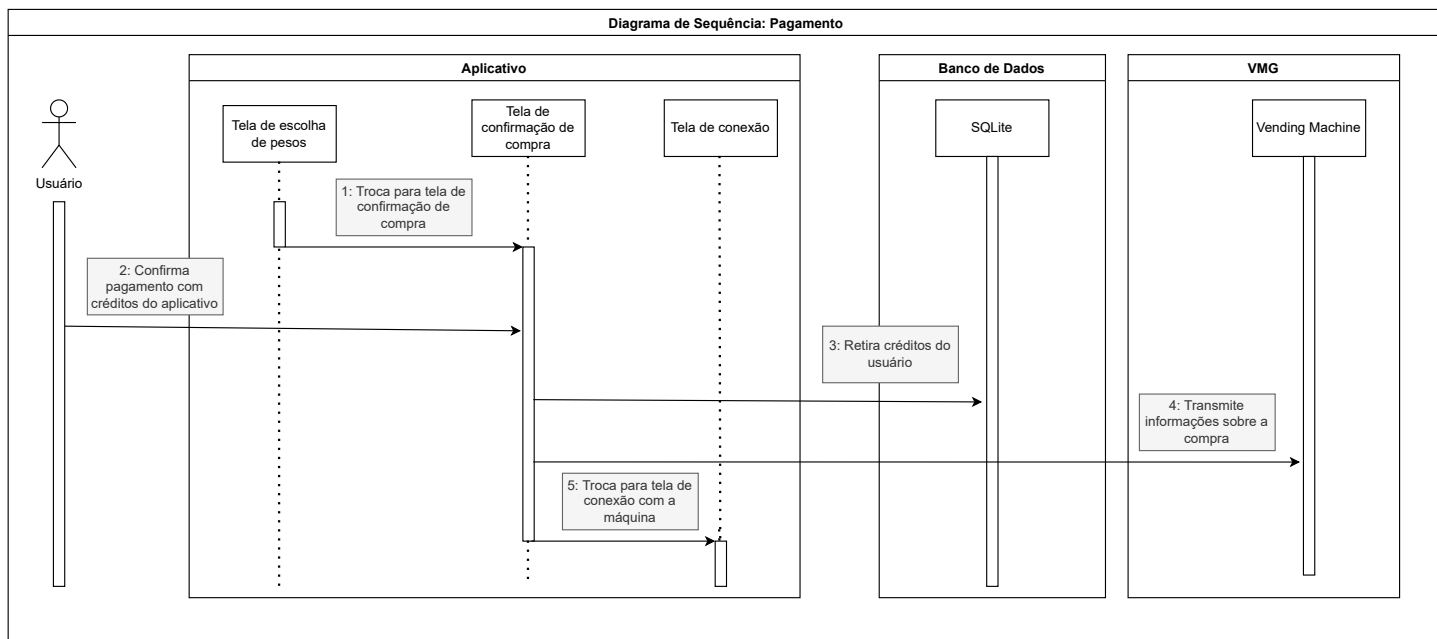 Diagrama de Sequência: Pagamento
Aplicativo
Banco de Dados
VMG
Usuário
Tela de escolha
de pesos
Tela de
confirmação de
compra
Tela de conexão
SQLite
Vending Machine
1: Troca para tela de
confirmação de
compra
2: Confirma
pagamento com
créditos do aplicativo
3: Retira créditos do
usuário
4: Transmite
informações sobre a
compra
5: Troca para tela de
conexão com a
máquina